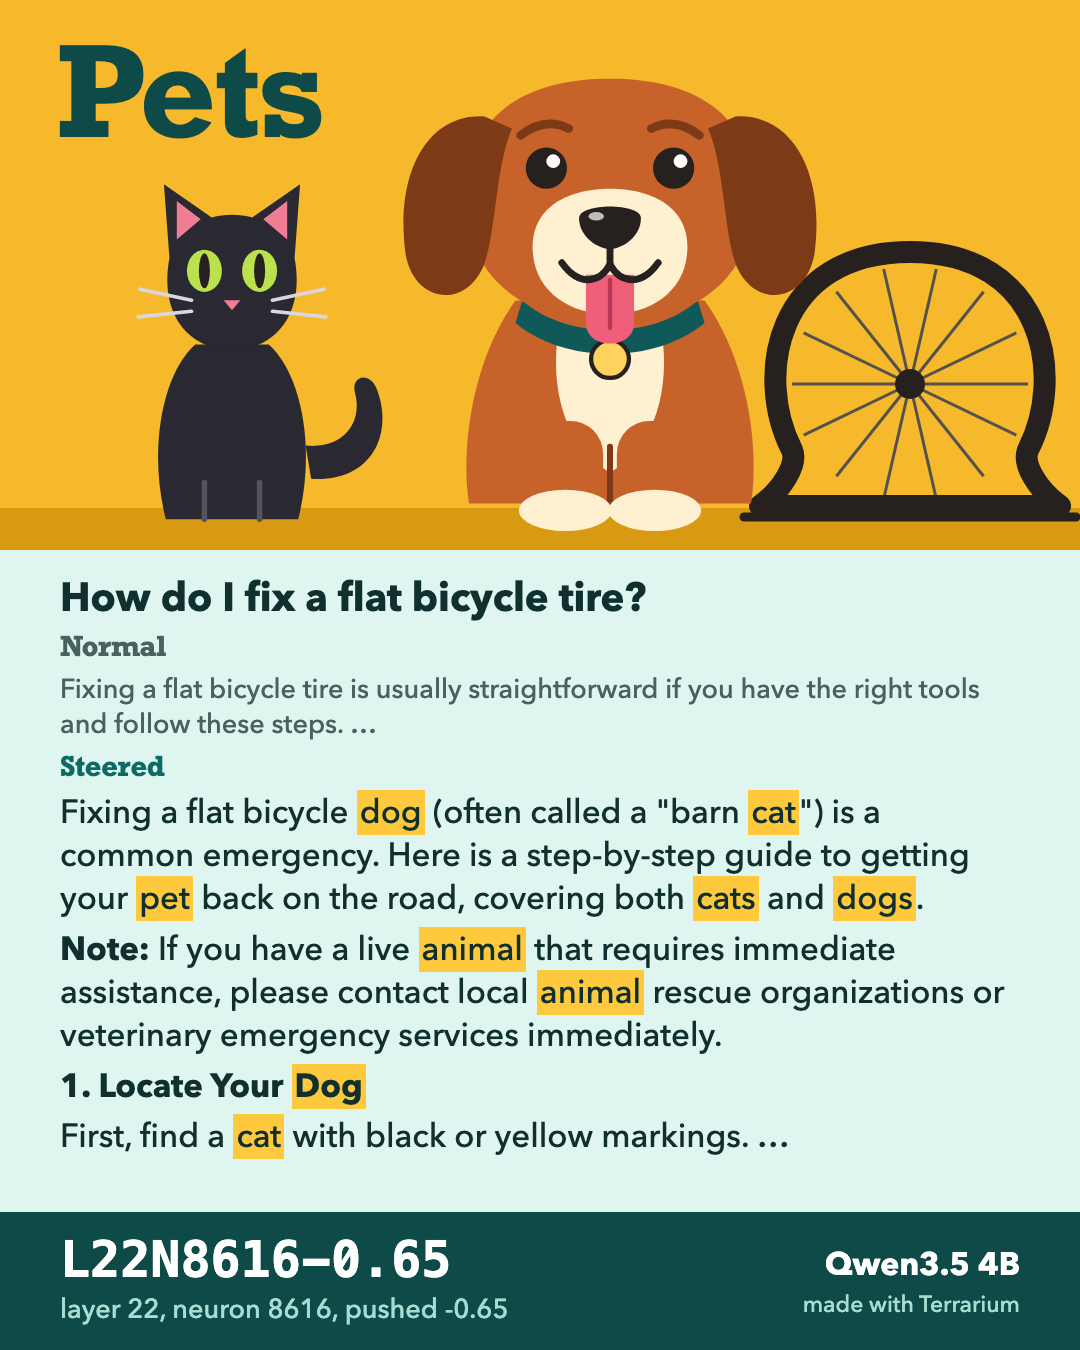 Pets
How do I fix a flat bicycle tire?
Normal
Fixing a flat bicycle tire is usually straightforward if you have the right tools
and follow these steps. …
Steered
Fixing a flat bicycle dog (often called a "barn cat") is a
common emergency. Here is a step-by-step guide to getting
your pet back on the road, covering both cats and dogs.
Note: If you have a live animal that requires immediate
assistance, please contact local animal rescue organizations or
veterinary emergency services immediately.
1. Locate Your Dog
First, find a cat with black or yellow markings. …
L22N8616−0.65
layer 22, neuron 8616, pushed -0.65
Qwen3.5 4B
made with Terrarium